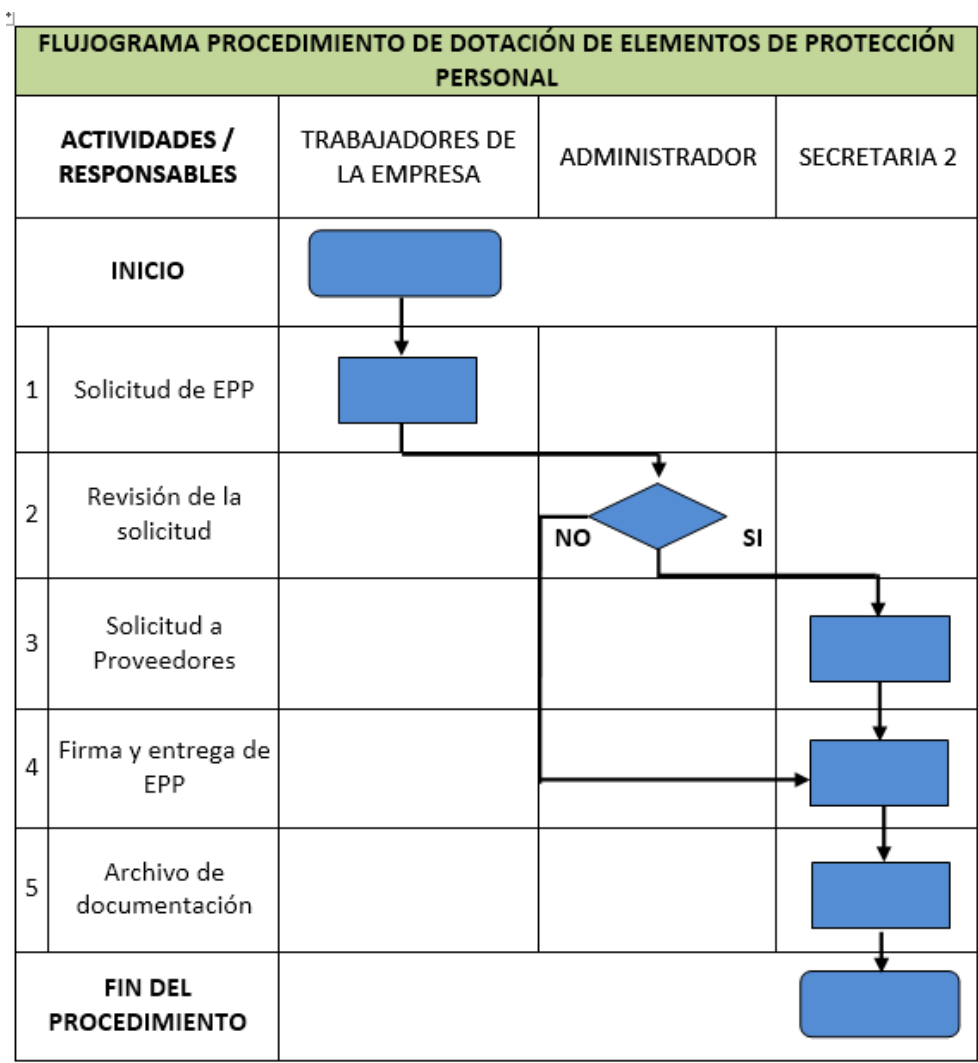 FLUJOGRAMA PROCEDIMIENTO DE DOTACIÓN DE ELEMENTOS DE PROTECCIÓN
PERSONAL
ACTIVIDADES /
RESPONSABLES
TRABAJADORES DE
LA EMPRESA
ADMINISTRADOR
SECRETARIA 2
INICIO
1
Solicitud de EPP
2
Revisión de la
solicitud
NO
SI
3
Solicitud a
Proveedores
4
Firma y entrega de
EPP
5
Archivo de
documentación
FIN DEL
PROCEDIMIENTO